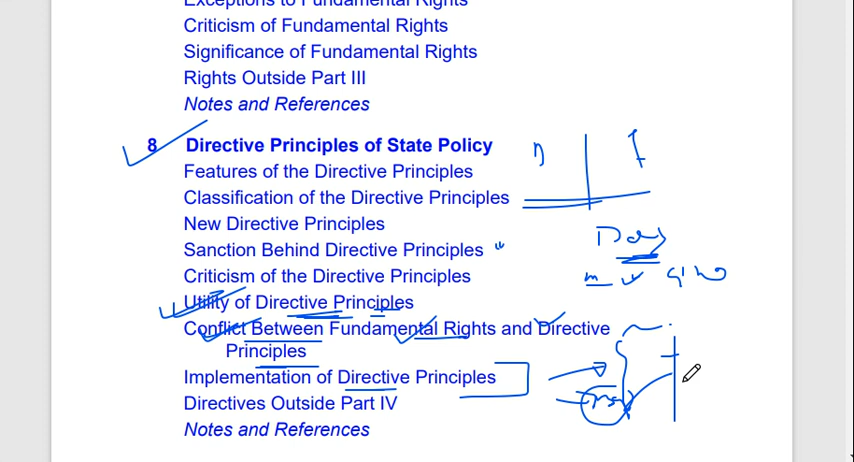 Exceptions to Fundamental Rights
Criticism of Fundamental Rights
Significance of Fundamental Rights
Rights Outside Part III
Notes and References
8 Directive Principles of State Policy
Features of the Directive Principles
Classification of the Directive Principles
New Directive Principles
Sanction Behind Directive Principles
Criticism of the Directive Principles
Utility of Directive Principles
Conflict Between Fundamental Rights and Directive
Principles
Implementation of Directive Principles
Directives Outside Part IV
Notes and References